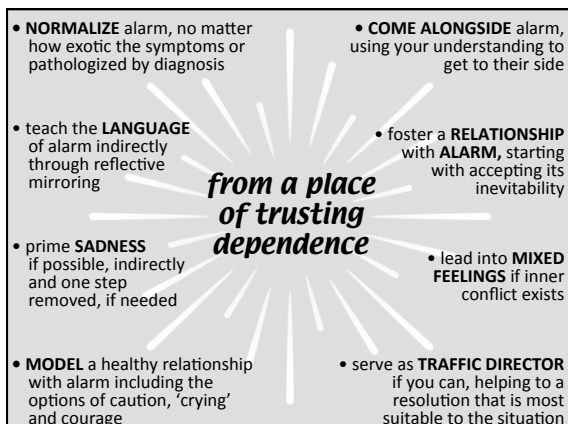 • NORMALIZE alarm, no matter
how exotic the symptoms or
pathologized by diagnosis
• COME ALONGSIDE alarm,
using your understanding to
get to their side
• teach the LANGUAGE
of alarm indirectly
through reflective
mirroring
• foster a RELATIONSHIP
with ALARM, starting
with accepting its
inevitability
from a place
of trusting
dependence
• prime SADNESS
if possible, indirectly
and one step
removed, if needed
• lead into MIXED
FEELINGS if inner
conflict exists
• MODEL a healthy relationship
with alarm including the
options of caution, ‘crying’
and courage
• serve as TRAFFIC DIRECTOR
if you can, helping to a
resolution that is most
suitable to the situation